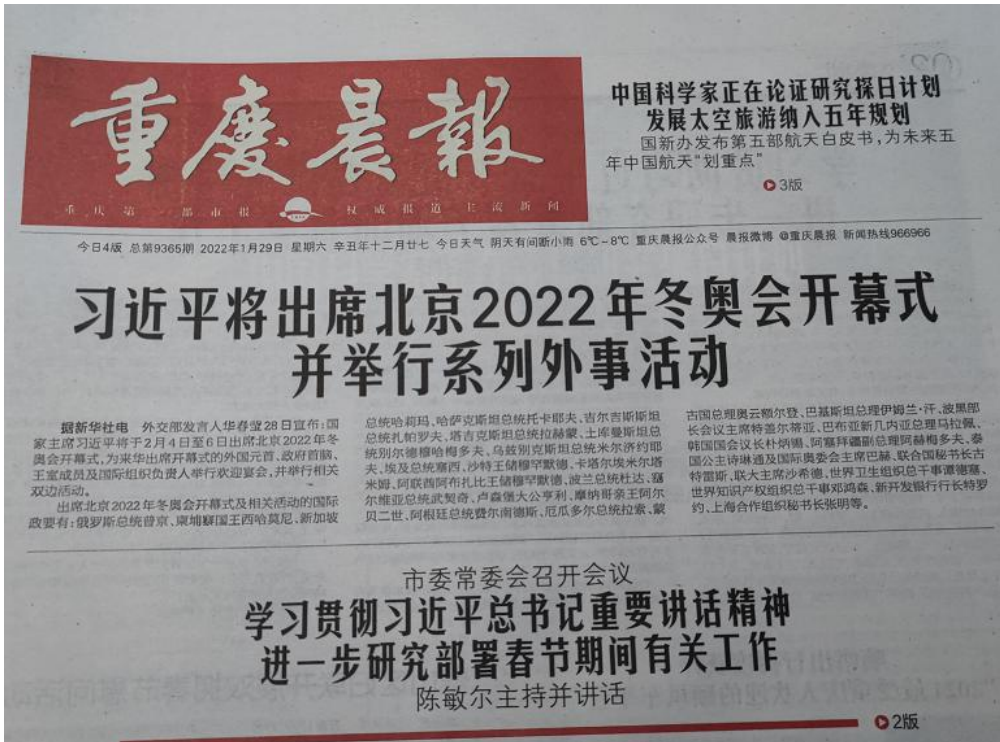 重慶晨報
重庆第一都市报 权威报道主流新闻
中国科学家正在论证研究探日计划
发展太空旅游纳入五年规划
国新办发布第五部航天白皮书,为未来五
年中国航天“划重点”
3版
今日4版 总第9365期 2022年1月29日 星期六 辛丑年十二月廿七 今日天气 阴天有间断小雨 6℃~8℃ 重庆晨报公众号 晨报微博 @重庆晨报 新闻热线966966
习近平将出席北京2022年冬奥会开幕式
并举行系列外事活动
据新华社电 外交部发言人华春莹28日宣布:国
家主席习近平将于2月4日至6日出席北京2022年冬
奥会开幕式,为来华出席开幕式的外国元首、政府首脑、
王室成员及国际组织负责人举行欢迎宴会,并举行相关
双边活动。
出席北京2022年冬奥会开幕式及相关活动的国际
政要有:俄罗斯总统普京、柬埔寨国王西哈莫尼、新加坡
总统哈莉玛、哈萨克斯坦总统托卡耶夫、吉尔吉斯斯坦
总统扎帕罗夫、塔吉克斯坦总统拉赫蒙、土库曼斯坦总
统别尔德穆哈梅多夫、乌兹别克斯坦总统米尔济约耶
夫、埃及总统塞西、沙特王储穆罕默德、卡塔尔埃米尔塔
米姆、阿联酋阿布扎比王储穆罕默德、波兰总统杜达、塞
尔维亚总统武契奇、卢森堡大公亨利、摩纳哥亲王阿尔
贝二世、阿根廷总统费尔南德斯、厄瓜多尔总统拉索、蒙
古国总理奥云额尔登、巴基斯坦总理伊姆兰·汗、波黑部
长会议主席特盖尔蒂亚、巴布亚新几内亚总理马拉佩、
韩国国会议长朴炳锡、阿塞拜疆副总理阿赫梅多夫、泰
国公主诗琳通及国际奥委会主席巴赫、联合国秘书长古
特雷斯、联大主席沙希德、世界卫生组织总干事谭德塞、
世界知识产权组织总干事邓鸿森、新开发银行行长特罗
约、上海合作组织秘书长张明等。
市委常委会召开会议
学习贯彻习近平总书记重要讲话精神
进一步研究部署春节期间有关工作
陈敏尔主持并讲话
2版